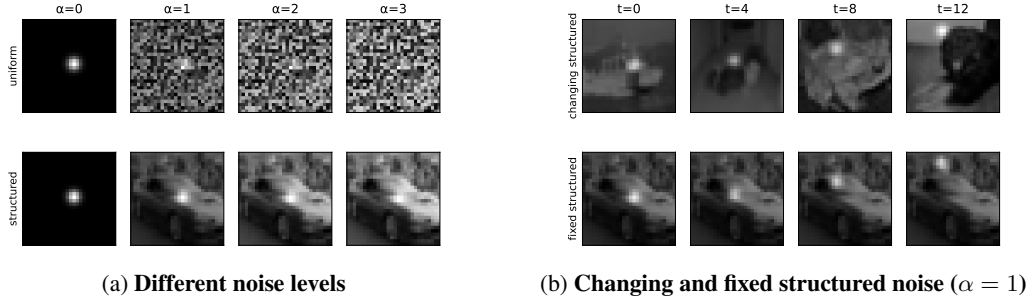 α=0 α=1 α=2 α=3
uniform
structured
(a) Different noise levels
t=0 t=4 t=8 t=12
changing structured
fixed structured
(b) Changing and fixed structured noise (α = 1)